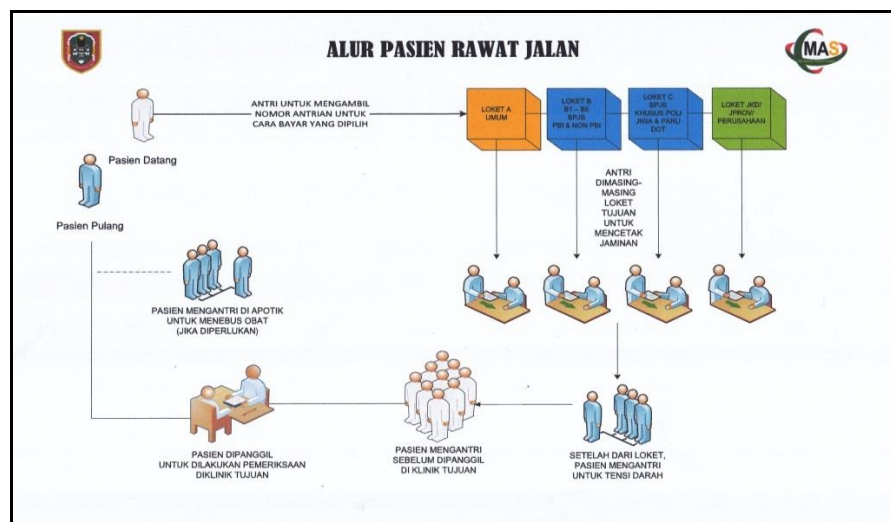 ALUR PASIEN RAWAT JALAN
MAS
ANTRI UNTUK MENGAMBIL
NOMOR ANTRIAN UNTUK
CARA BAYAR YANG DIPILIH
Pasien Datang
LOKET A
UMUM
LOKET B
B1 – B5
BPJS
PBI & NON PBI
LOKET C
BPJS
KHUSUS POLI
JIWA & PARU
DOT
LOKET JKD/
JPROV/
PERUSAHAAN
ANTRI
DIMASING-
MASING
LOKET
TUJUAN
UNTUK
MENCETAK
JAMINAN
Pasien Pulang
PASIEN MENGANTRI DI APOTIK
UNTUK MENEBUS OBAT
(JIKA DIPERLUKAN)
PASIEN DIPANGGIL
UNTUK DILAKUKAN PEMERIKSAAN
DIKLINIK TUJUAN
PASIEN MENGANTRI
SEBELUM DIPANGGIL
DI KLINIK TUJUAN
SETELAH DARI LOKET,
PASIEN MENGANTRI
UNTUK TENSI DARAH